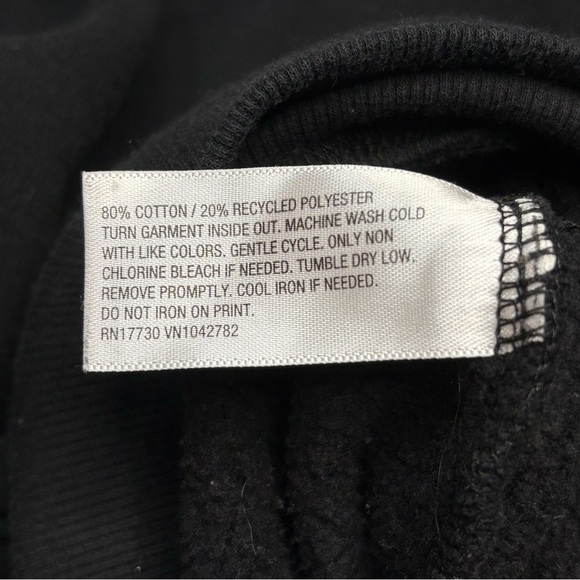 80% COTTON / 20% RECYCLED POLYESTER
TURN GARMENT INSIDE OUT. MACHINE WASH COLD
WITH LIKE COLORS. GENTLE CYCLE. ONLY NON
CHLORINE BLEACH IF NEEDED. TUMBLE DRY LOW.
REMOVE PROMPTLY. COOL IRON IF NEEDED.
DO NOT IRON ON PRINT.
RN17730 VN1042782